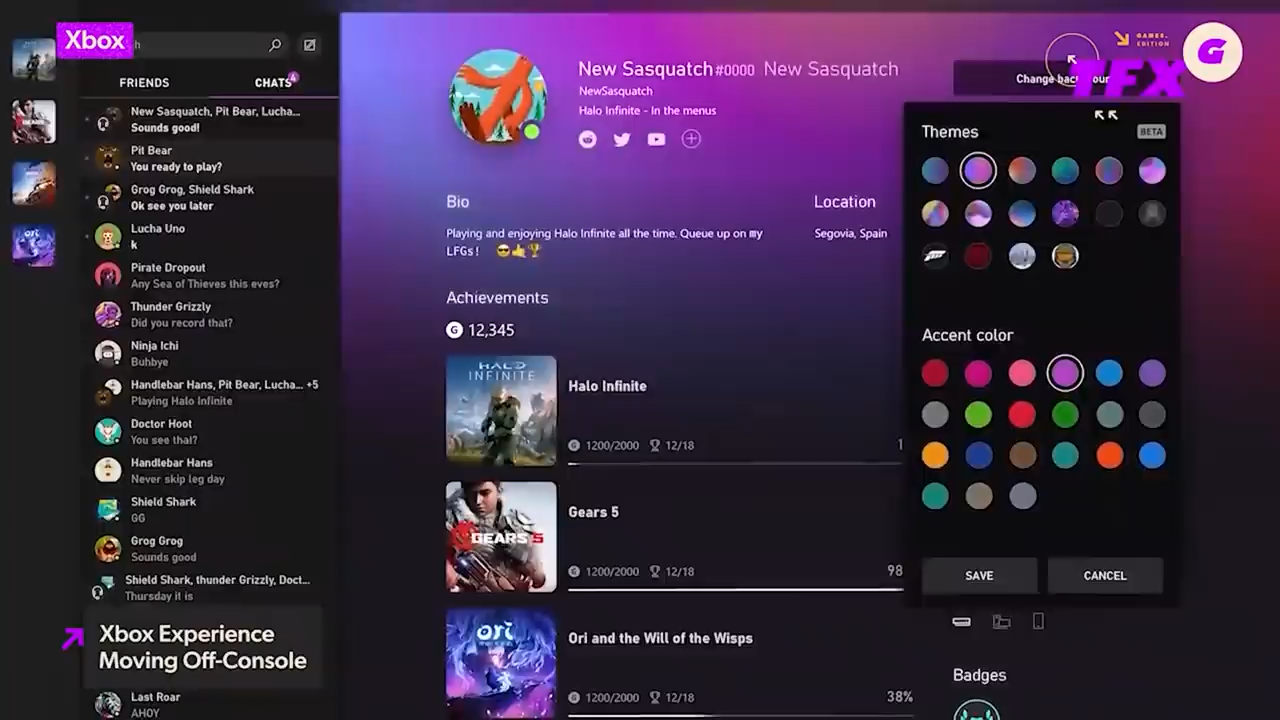 Xbox
FRIENDS
CHATS
New Sasquatch, Pit Bear, Lucha...
Sounds good!
Pit Bear
You ready to play?
Grog Grog, Shield Shark
Ok see you later
Lucha Uno
k
Pirate Dropout
Any Sea of Thieves this eves?
Thunder Grizzly
Did you record that?
Ninja Ichi
Buhbye
Handlebar Hans, Pit Bear, Lucha... +5
Playing Halo Infinite
Doctor Hoot
You see that?
Handlebar Hans
Never skip leg day
Shield Shark
GG
Grog Grog
Sounds good
Shield Shark, thunder Grizzly, Doct...
Thursday it is
Xbox Experience
Moving Off-Console
Last Roar
AHOY
New Sasquatch#0000 New Sasquatch
NewSasquatch
Halo Infinite - In the menus
Bio
Playing and enjoying Halo Infinite all the time. Queue up on my
LFGs!
Location
Segovia, Spain
Achievements
G 12,345
HALO
INFINITE
Halo Infinite
1200/2000 12/18
1
GEARS 5
Gears 5
1200/2000 12/18
98
ori
Ori and the Will of the Wisps
1200/2000 12/18
38%
GAMES.
EDITION
G
TFX
Change
Themes
BETA
Accent color
SAVE
CANCEL
Badges